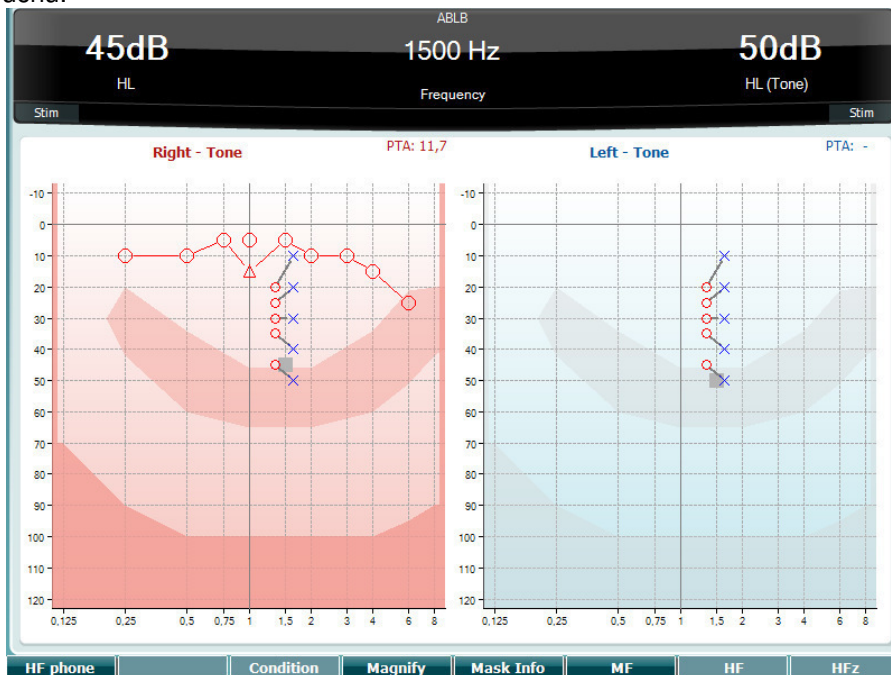 ABLB
45dB 1500 Hz 50dB
HL Frequency HL (Tone)
Stim Stim
Right - Tone PTA: 11,7 Left - Tone PTA: -
-10 -10
0 0
10 10
20 20
30 30
40 40
50 50
60 60
70 70
80 80
90 90
100 100
110 110
120 120
0,125 0,25 0,5 0,75 1 1,5 2 3 4 6 8 0,125 0,25 0,5 0,75 1 1,5 2 3 4 6 8
HF phone Condition Magnify Mask Info MF HF HFz